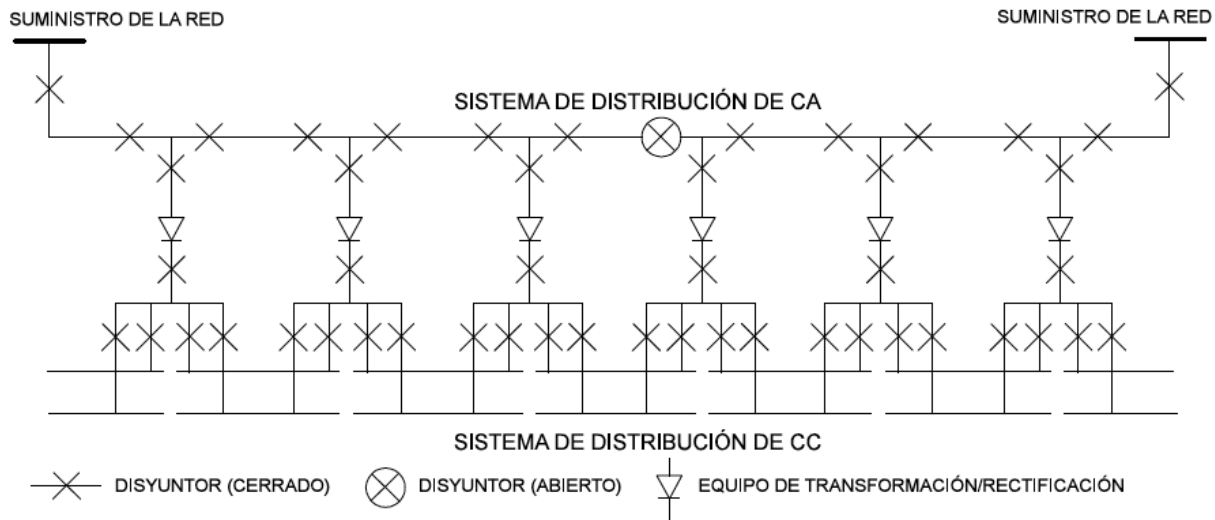 SUMINISTRO DE LA RED
SUMINISTRO DE LA RED
SISTEMA DE DISTRIBUCIÓN DE CA
SISTEMA DE DISTRIBUCIÓN DE CC
DISYUNTOR (CERRADO)
DISYUNTOR (ABIERTO)
EQUIPO DE TRANSFORMACIÓN/RECTIFICACIÓN